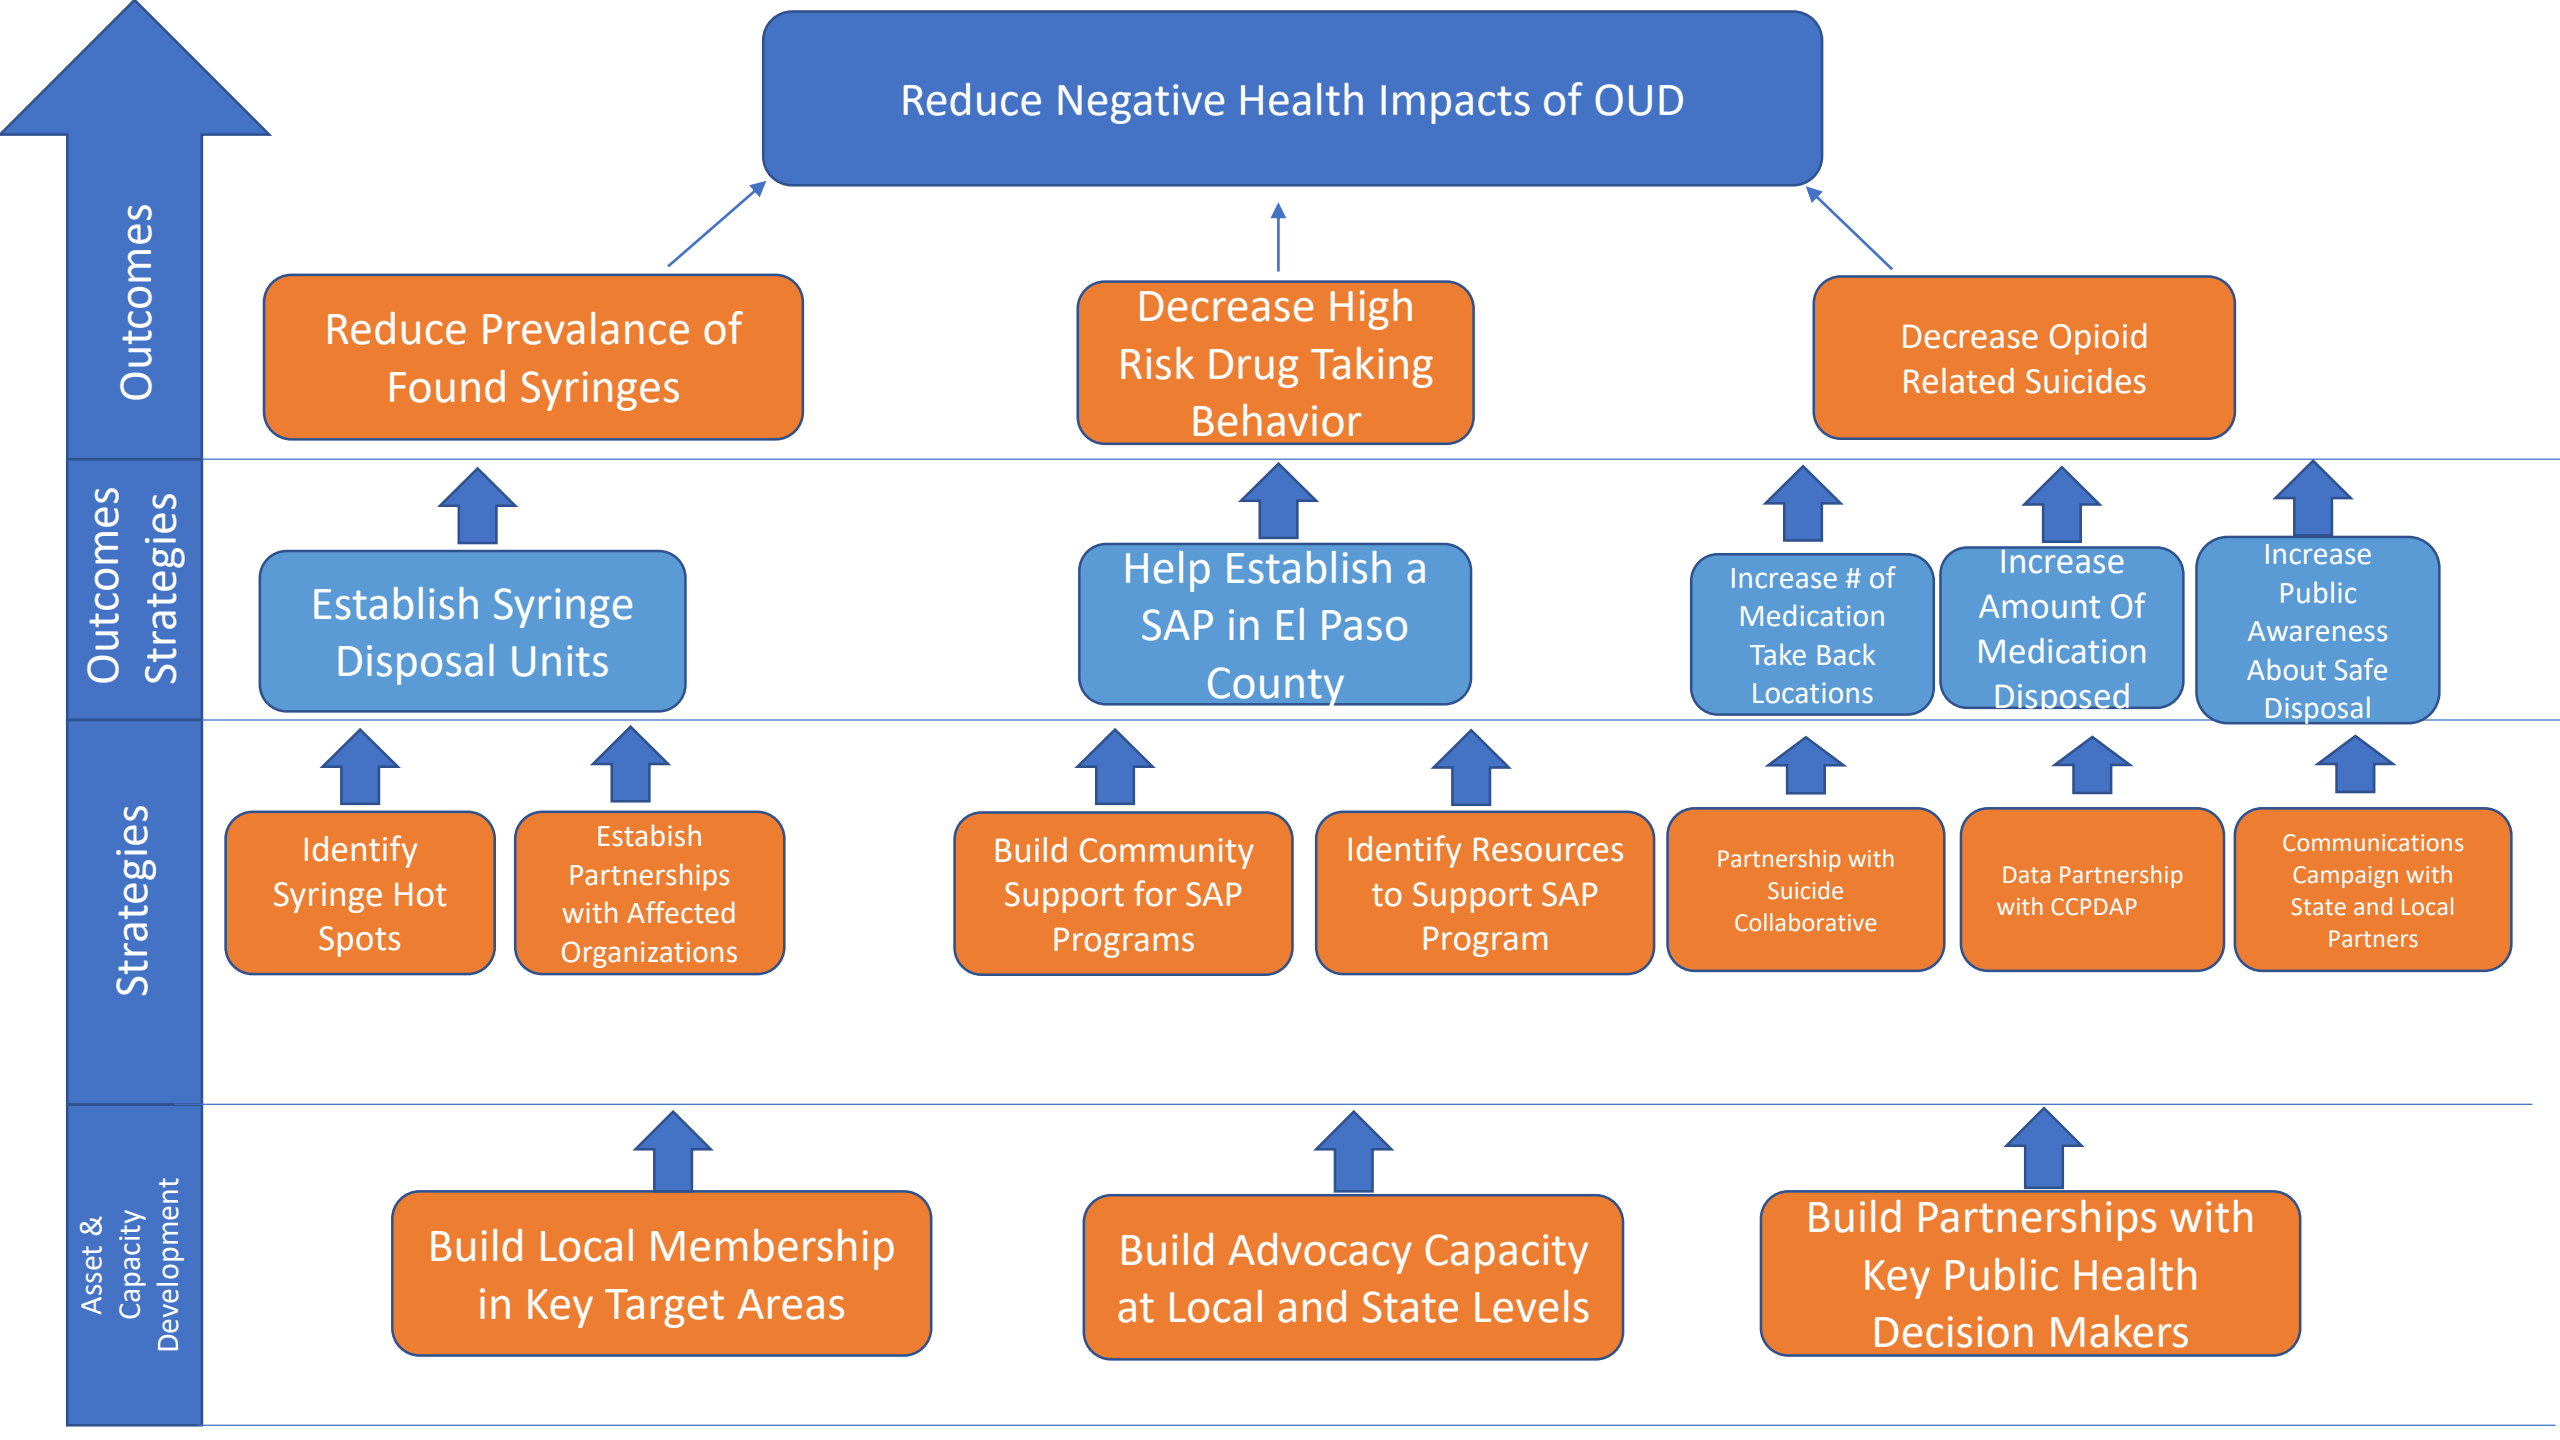 Reduce Negative Health Impacts of OUD
Outcomes
Reduce Prevalance of
Found Syringes
Decrease High
Risk Drug Taking
Behavior
Decrease Opioid
Related Suicides
Outcomes
Strategies
Establish Syringe
Disposal Units
Help Establish a
SAP in El Paso
County
Increase # of
Medication
Take Back
Locations
Increase
Amount Of
Medication
Disposed
Increase
Public
Awareness
About Safe
Disposal
Strategies
Identify
Syringe Hot
Spots
Estabish
Partnerships
with Affected
Organizations
Build Community
Support for SAP
Programs
Identify Resources
to Support SAP
Program
Partnership with
Suicide
Collaborative
Data Partnership
with CCPDAP
Communications
Campaign with
State and Local
Partners
Asset &
Capacity
Development
Build Local Membership
in Key Target Areas
Build Advocacy Capacity
at Local and State Levels
Build Partnerships with
Key Public Health
Decision Makers